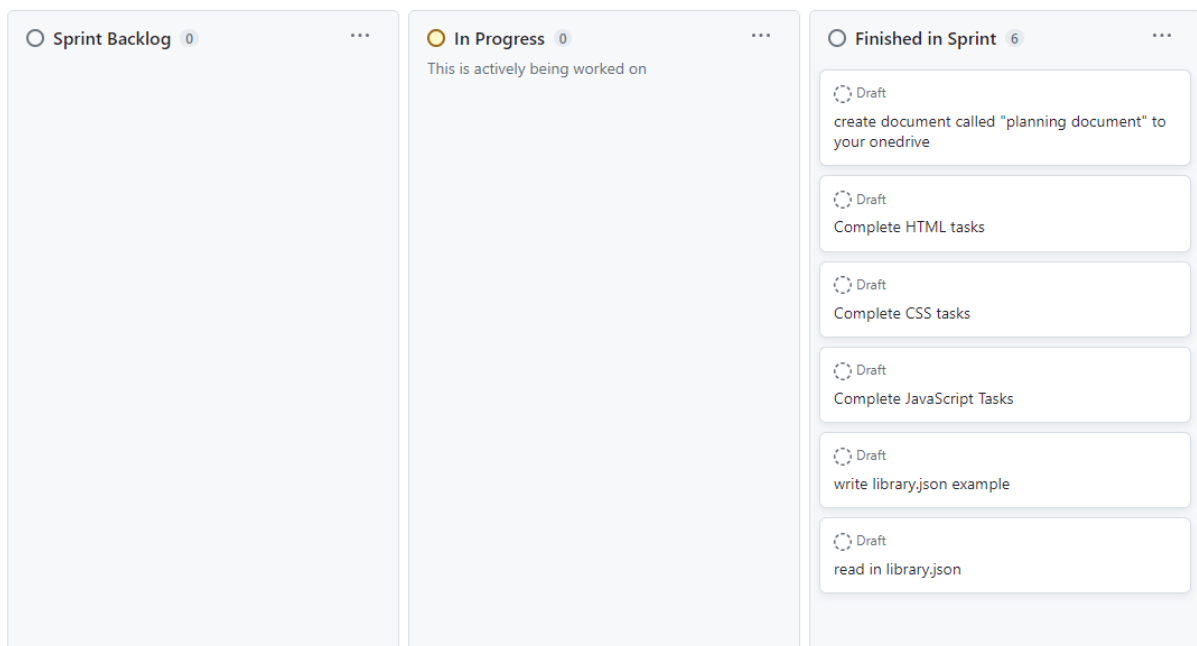 Sprint Backlog 0
In Progress 0
This is actively being worked on
Finished in Sprint 6
Draft
create document called "planning document" to
your onedrive
Draft
Complete HTML tasks
Draft
Complete CSS tasks
Draft
Complete JavaScript Tasks
Draft
write library.json example
Draft
read in library.json